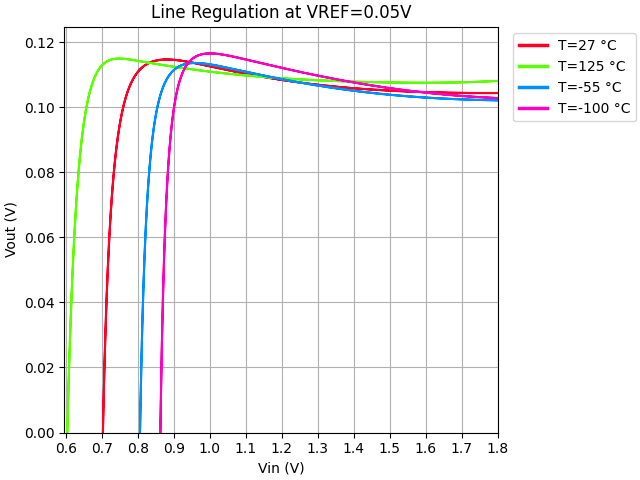 Line Regulation at VREF=0.05V
Vout (V)
0.12
0.10
0.08
0.06
0.04
0.02
0.00
0.6 0.7 0.8 0.9 1.0 1.1 1.2 1.3 1.4 1.5 1.6 1.7 1.8
Vin (V)
T=27 °C
T=125 °C
T=-55 °C
T=-100 °C